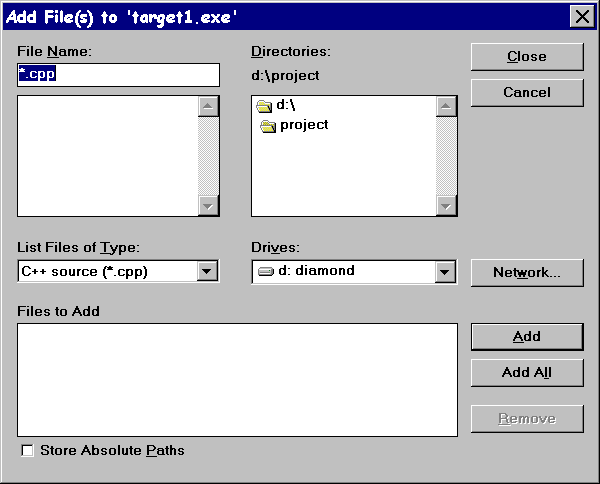 Add File(s) to 'target1.exe'
File Name:
*.cpp
Directories:
d:\project
d:\
project
Close
Cancel
List Files of Type:
C++ source (*.cpp)
Drives:
d: diamond
Network...
Files to Add
Add
Add All
Remove
Store Absolute Paths